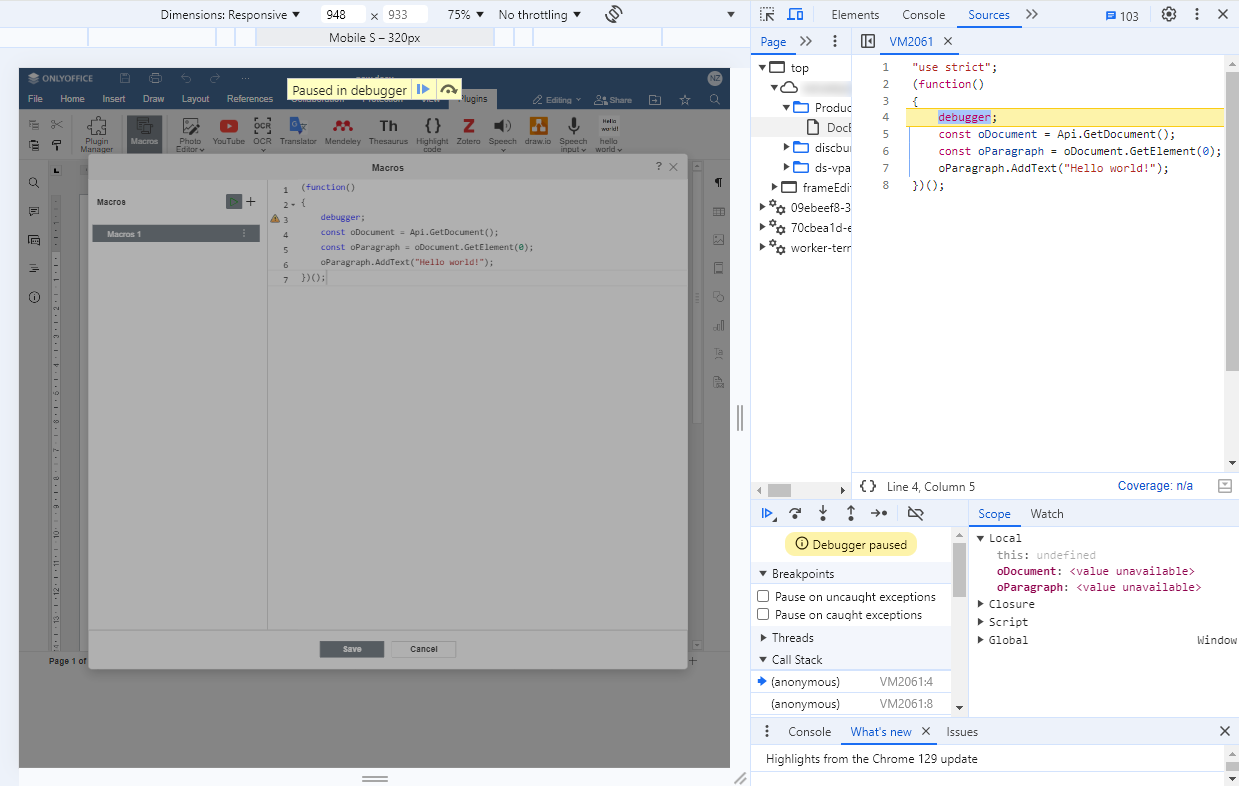 Dimensions: Responsive ▼ 948 × 933 75% ▼ No throttling ▼
Mobile S – 320px
ONLYOFFICE
NZ
Paused in debugger
File Home Insert Draw Layout References View Plugins Editing Share
Plugin Manager
Macros
Photo Editor
YouTube
OCR
Translator
Mendeley
Thesaurus
Highlight code
Zotero
Speech
draw.io
Speech input
Hello world!
hello world
Macros
? ×
Macros
Macros 1
1 (function()
2 {
3 debugger;
4 const oDocument = Api.GetDocument();
5 const oParagraph = oDocument.GetElement(0);
6 oParagraph.AddText("Hello world!");
7 })();
Save Cancel
Page 1 of
Elements Console Sources 103
Page
VM2061 ×
top
Produc
DocE
discbu
ds-vpa
frameEdi
09ebeef8-3
70cbea1d-e
worker-terr
1 "use strict";
2 (function()
3 {
4 debugger;
5 const oDocument = Api.GetDocument();
6 const oParagraph = oDocument.GetElement(0);
7 oParagraph.AddText("Hello world!");
8 })();
{} Line 4, Column 5 Coverage: n/a
Debugger paused
Breakpoints
Pause on uncaught exceptions
Pause on caught exceptions
Threads
Call Stack
(anonymous) VM2061:4
(anonymous) VM2061:8
Scope Watch
Local
this: undefined
oDocument: <value unavailable>
oParagraph: <value unavailable>
Closure
Script
Global Window
Console What's new × Issues
Highlights from the Chrome 129 update